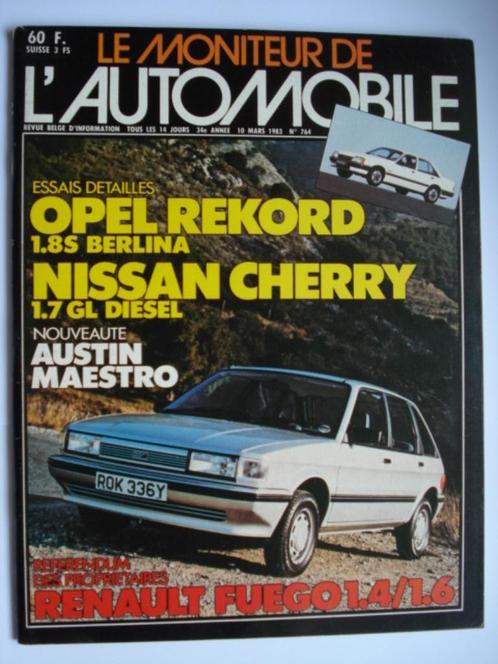 60 F.
SUISSE 3 FS
LE MONITEUR DE
L'AUTOMOBILE
REVUE BELGE D'INFORMATION TOUS LES 14 JOURS 34e ANNEE 10 MARS 1983 N° 764
ESSAIS DETAILLES
OPEL REKORD
1.8S BERLINA
NISSAN CHERRY
1.7 GL DIESEL
NOUVEAUTE
AUSTIN
MAESTRO
ROK 336Y
REFERENDUM
DES PROPRIETAIRES
RENAULT FUEGO 1.4/1.6